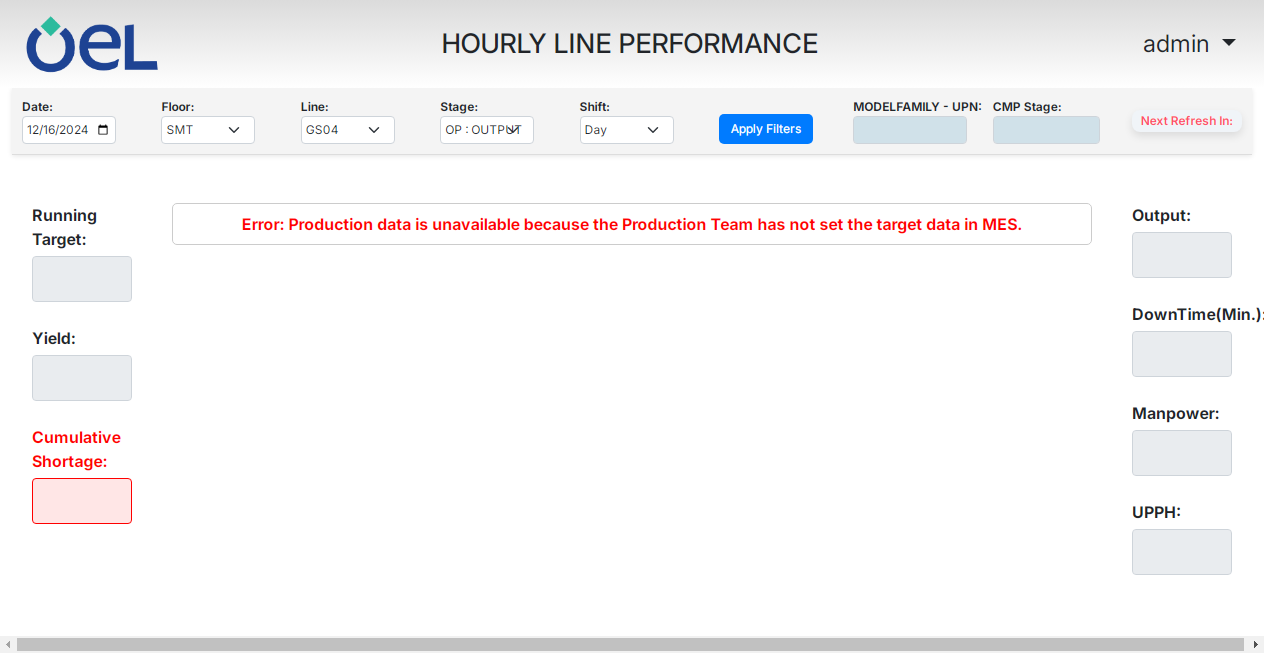 OeL
HOURLY LINE PERFORMANCE
admin
Date:
Floor:
Line:
Stage:
Shift:
MODELFAMILY - UPN:
CMP Stage:
12/16/2024
SMT
GS04
OP : OUTPUT
Day
Apply Filters
Next Refresh In:
Running
Target:
Error: Production data is unavailable because the Production Team has not set the target data in MES.
Output:
DownTime(Min.):
Yield:
Manpower:
Cumulative
Shortage:
UPPH: